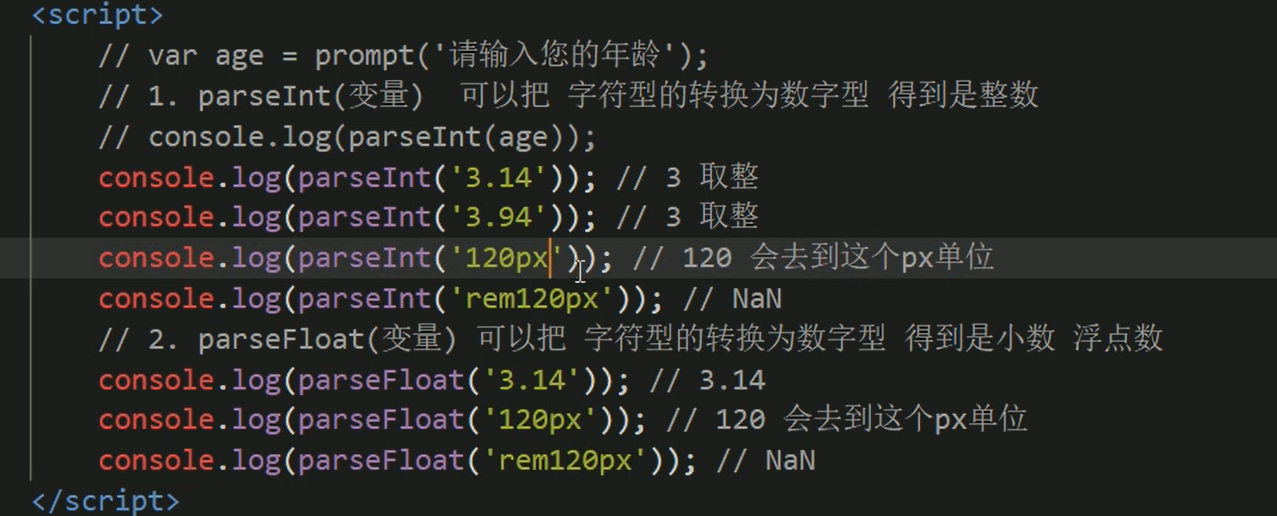 <script>
// var age = prompt('请输入您的年龄');
// 1. parseInt(变量)  可以把 字符型的转换为数字型 得到是整数
// console.log(parseInt(age));
console.log(parseInt('3.14')); // 3 取整
console.log(parseInt('3.94')); // 3 取整
console.log(parseInt('120px')); // 120 会去到这个px单位
console.log(parseInt('rem120px')); // NaN
// 2. parseFloat(变量) 可以把 字符型的转换为数字型 得到是小数 浮点数
console.log(parseFloat('3.14')); // 3.14
console.log(parseFloat('120px')); // 120 会去到这个px单位
console.log(parseFloat('rem120px')); // NaN
</script>